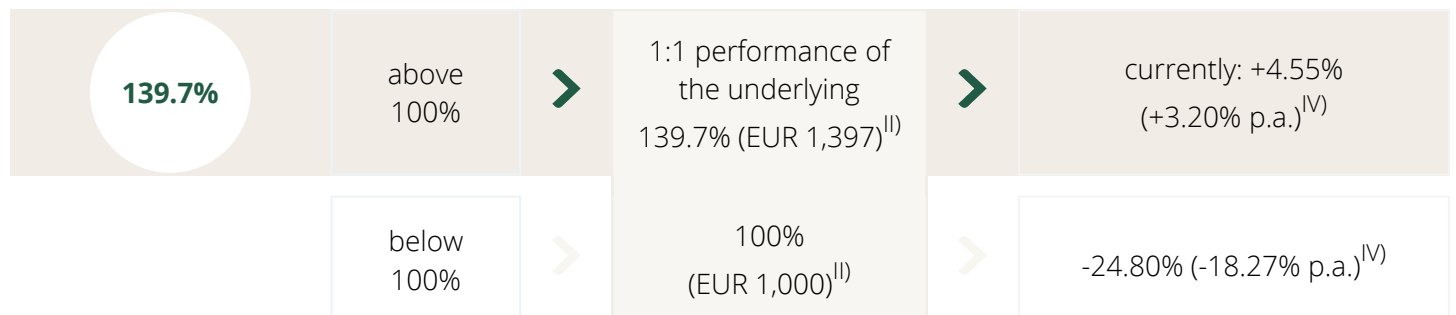 139.7%
above
100%
1:1 performance of
the underlying
139.7% (EUR 1,397)II)
currently: +4.55%
(+3.20% p.a.)IV)
below
100%
100%
(EUR 1,000)II)
-24.80% (-18.27% p.a.)IV)